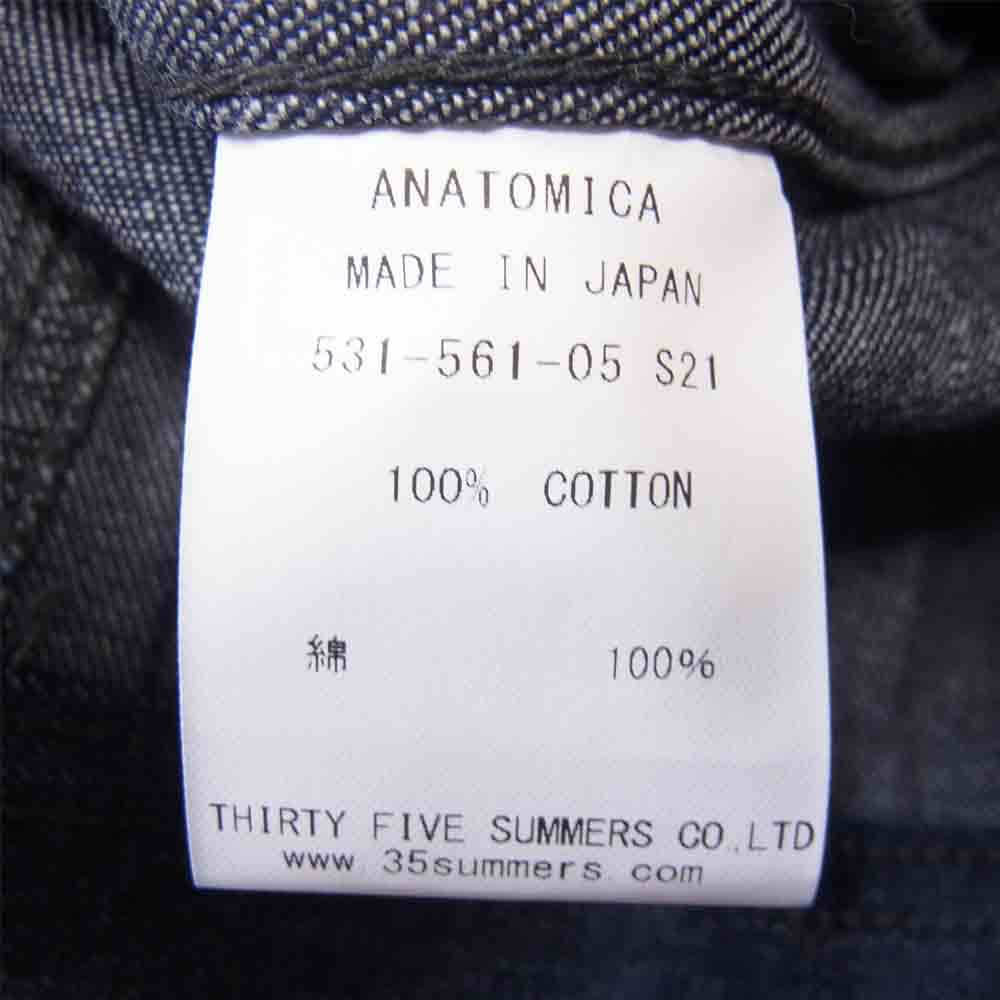 ANATOMICA
MADE IN JAPAN
531-561-05 S21
100% COTTON
綿 100%
THIRTY FIVE SUMMERS CO.,LTD
www 35summers. com